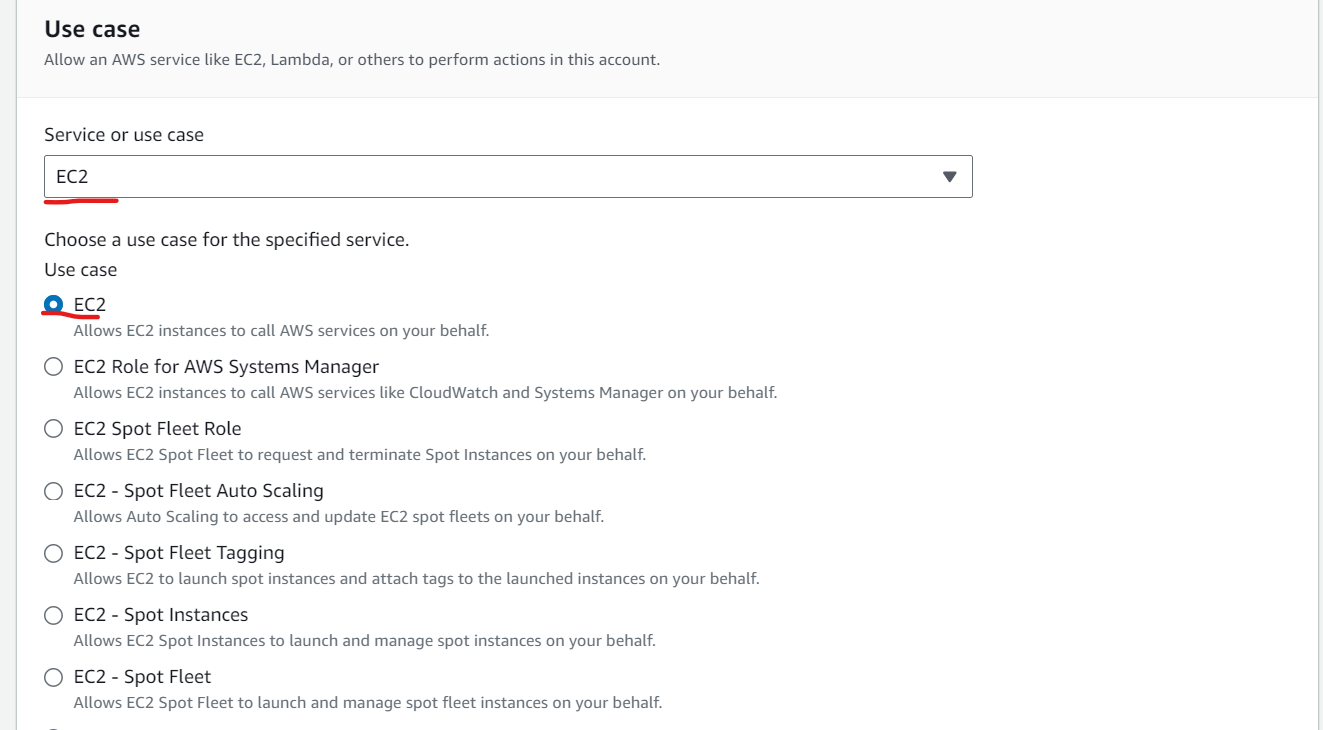 Use case
Allow an AWS service like EC2, Lambda, or others to perform actions in this account.
Service or use case
EC2
Choose a use case for the specified service.
Use case
EC2
Allows EC2 instances to call AWS services on your behalf.
EC2 Role for AWS Systems Manager
Allows EC2 instances to call AWS services like CloudWatch and Systems Manager on your behalf.
EC2 Spot Fleet Role
Allows EC2 Spot Fleet to request and terminate Spot Instances on your behalf.
EC2 - Spot Fleet Auto Scaling
Allows Auto Scaling to access and update EC2 spot fleets on your behalf.
EC2 - Spot Fleet Tagging
Allows EC2 to launch spot instances and attach tags to the launched instances on your behalf.
EC2 - Spot Instances
Allows EC2 Spot Instances to launch and manage spot instances on your behalf.
EC2 - Spot Fleet
Allows EC2 Spot Fleet to launch and manage spot fleet instances on your behalf.